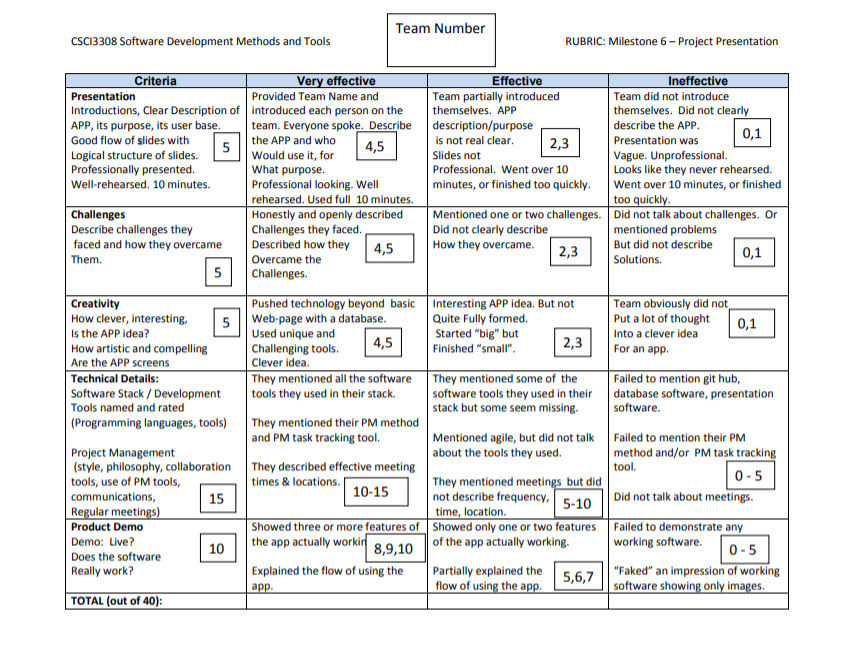 Team Number
CSCI3308 Software Development Methods and Tools
RUBRIC: Milestone 6 – Project Presentation
Criteria
Very effective
Effective
Ineffective
Presentation
Introductions, Clear Description of
APP, its purpose, its user base.
Good flow of slides with
Logical structure of slides.
Professionally presented.
Well-rehearsed. 10 minutes.
5
Provided Team Name and
introduced each person on the
team. Everyone spoke. Describe
the APP and who
Would use it, for
What purpose.
Professional looking. Well
rehearsed. Used full 10 minutes.
4,5
Team partially introduced
themselves. APP
description/purpose
is not real clear.
Slides not
Professional. Went over 10
minutes, or finished too quickly.
2,3
Team did not introduce
themselves. Did not clearly
describe the APP.
Presentation was
Vague. Unprofessional.
Looks like they never rehearsed.
Went over 10 minutes, or finished
too quickly.
0,1
Challenges
Describe challenges they
faced and how they overcame
Them.
5
Honestly and openly described
Challenges they faced.
Described how they
Overcame the
Challenges.
4,5
Mentioned one or two challenges.
Did not clearly describe
How they overcame.
2,3
Did not talk about challenges. Or
mentioned problems
But did not describe
Solutions.
0,1
Creativity
How clever, interesting,
Is the APP idea?
How artistic and compelling
Are the APP screens
5
Pushed technology beyond basic
Web-page with a database.
Used unique and
Challenging tools.
Clever idea.
4,5
Interesting APP idea. But not
Quite Fully formed.
Started “big” but
Finished “small”.
2,3
Team obviously did not
Put a lot of thought
Into a clever idea
For an app.
0,1
Technical Details:
Software Stack / Development
Tools named and rated
(Programming languages, tools)
Project Management
(style, philosophy, collaboration
tools, use of PM tools,
communications,
Regular meetings)
15
They mentioned all the software
tools they used in their stack.
They mentioned their PM method
and PM task tracking tool.
They described effective meeting
times & locations.
10-15
They mentioned some of the
software tools they used in their
stack but some seem missing.
Mentioned agile, but did not talk
about the tools they used.
They mentioned meetings but did
not describe frequency,
time, location.
5-10
Failed to mention git hub,
database software, presentation
software.
Failed to mention their PM
method and/or PM task tracking
tool.
Did not talk about meetings.
0 - 5
Product Demo
Demo: Live?
Does the software
Really work?
10
Showed three or more features of
the app actually workin
Explained the flow of using the
app.
8,9,10
Showed only one or two features
of the app actually working.
Partially explained the
flow of using the app.
5,6,7
Failed to demonstrate any
working software.
“Faked” an impression of working
software showing only images.
0 - 5
TOTAL (out of 40):